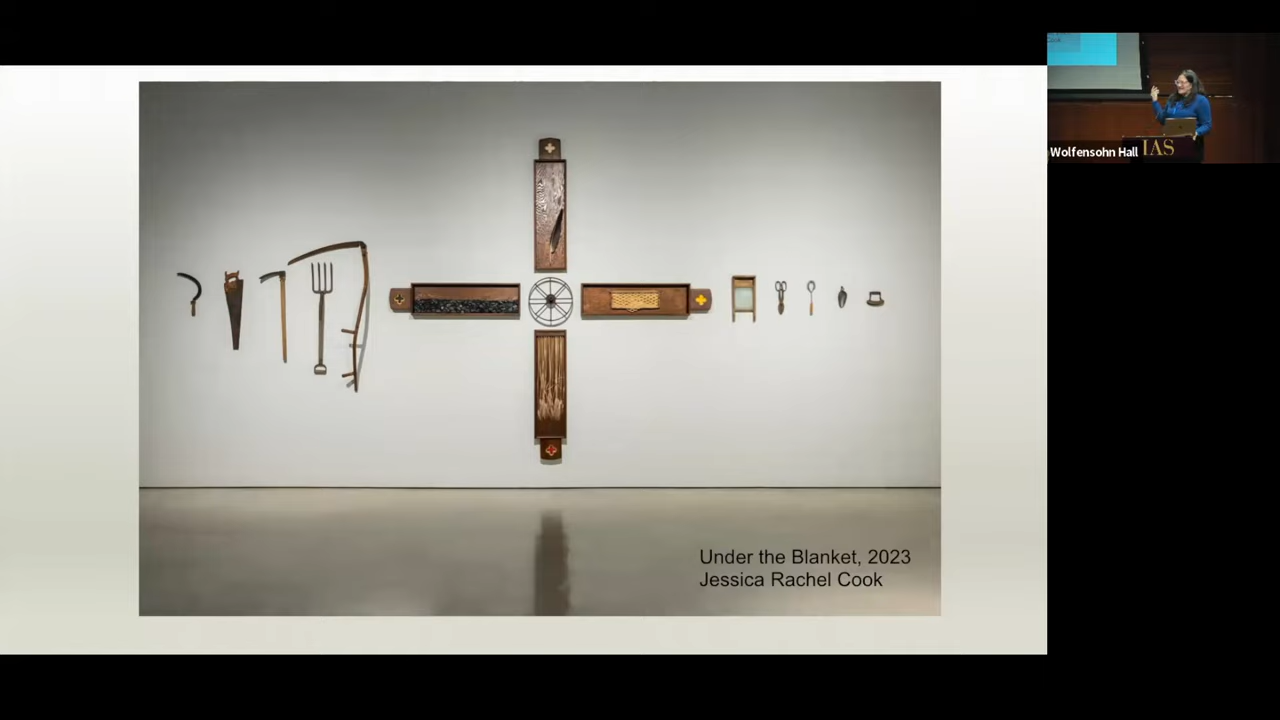 Under the Blanket, 2023
Jessica Rachel Cook
Wolfensohn Hall
IAS